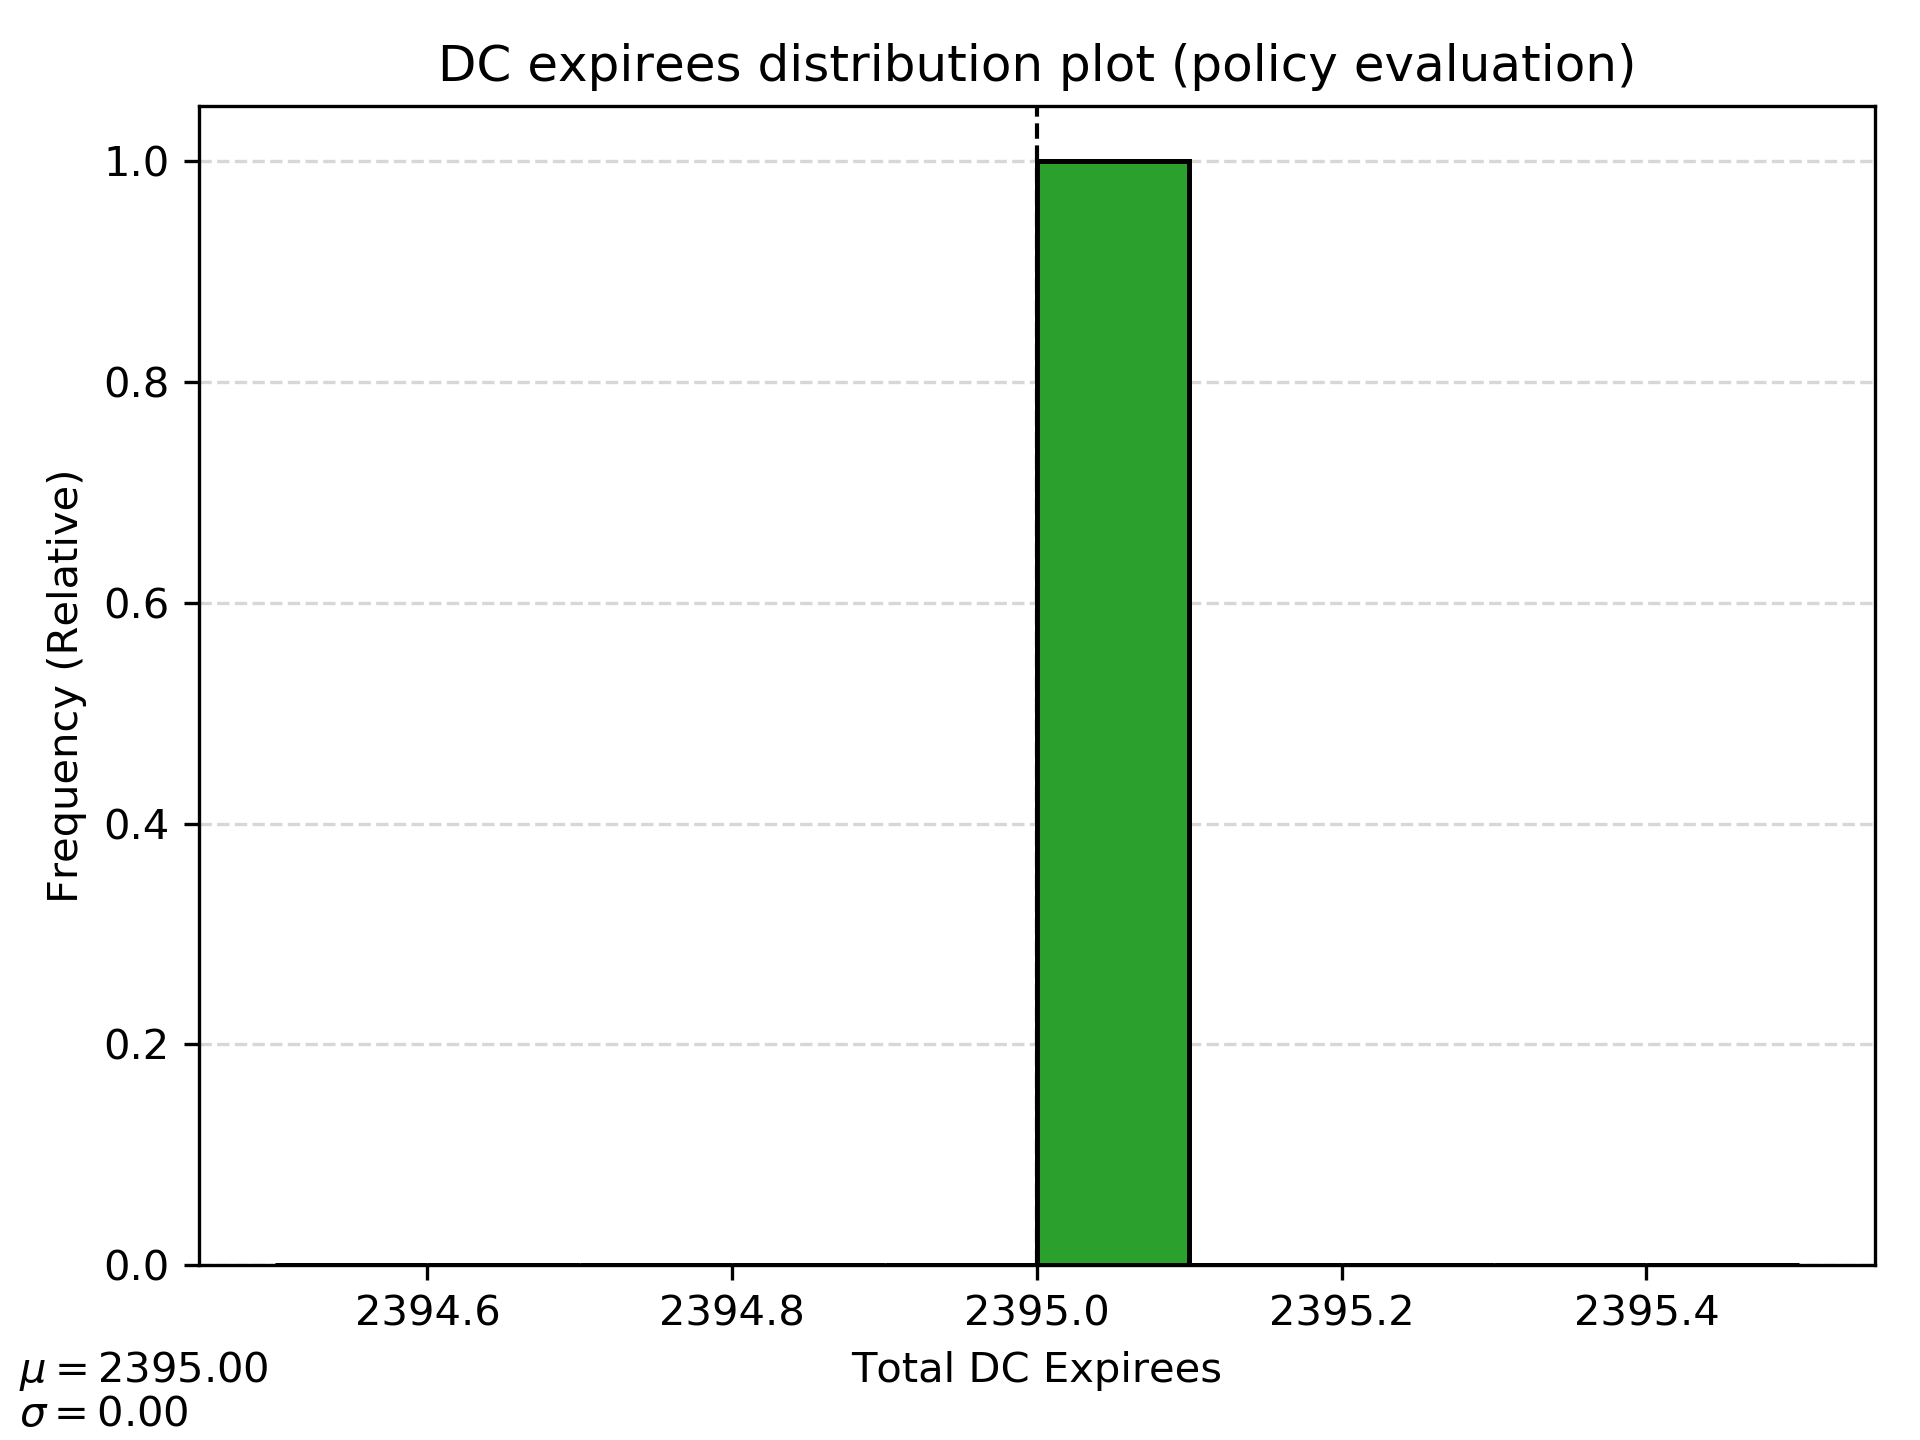 DC expirees distribution plot (policy evaluation)
Frequency (Relative)
1.0
0.8
0.6
0.4
0.2
0.0
2394.6 2394.8 2395.0 2395.2 2395.4
Total DC Expirees
μ = 2395.00
σ = 0.00